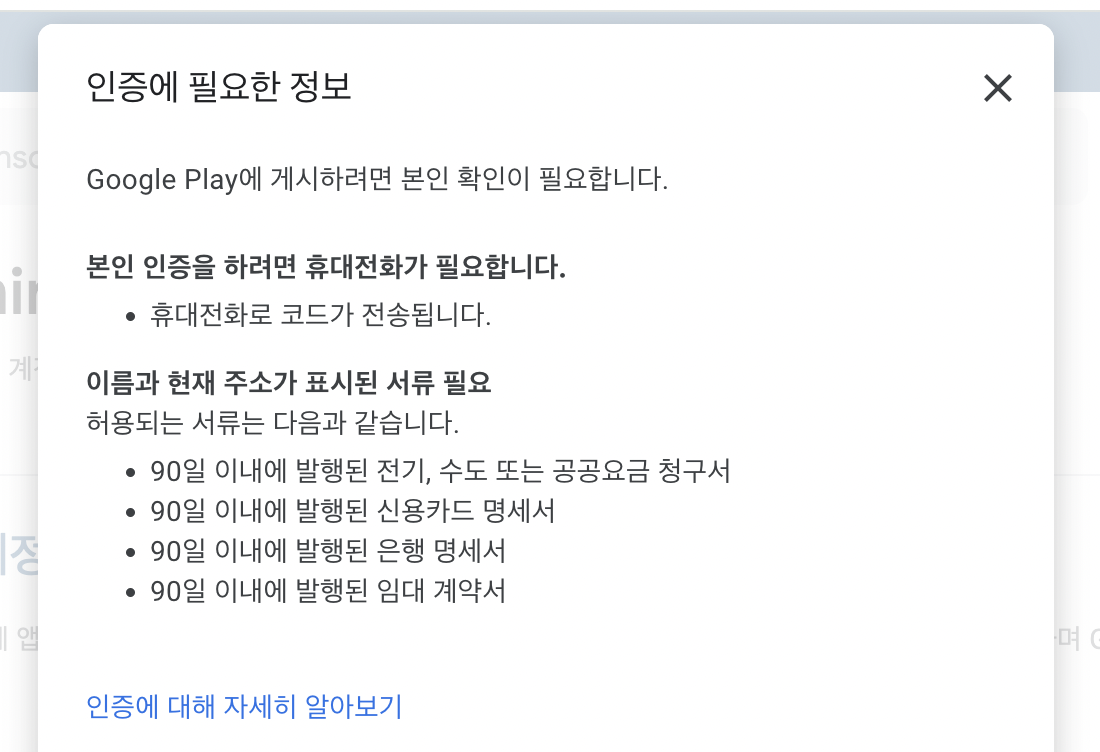 인증에 필요한 정보
Google Play에 게시하려면 본인 확인이 필요합니다.
본인 인증을 하려면 휴대전화가 필요합니다.
• 휴대전화로 코드가 전송됩니다.
이름과 현재 주소가 표시된 서류 필요
허용되는 서류는 다음과 같습니다.
• 90일 이내에 발행된 전기, 수도 또는 공공요금 청구서
• 90일 이내에 발행된 신용카드 명세서
• 90일 이내에 발행된 은행 명세서
• 90일 이내에 발행된 임대 계약서
인증에 대해 자세히 알아보기